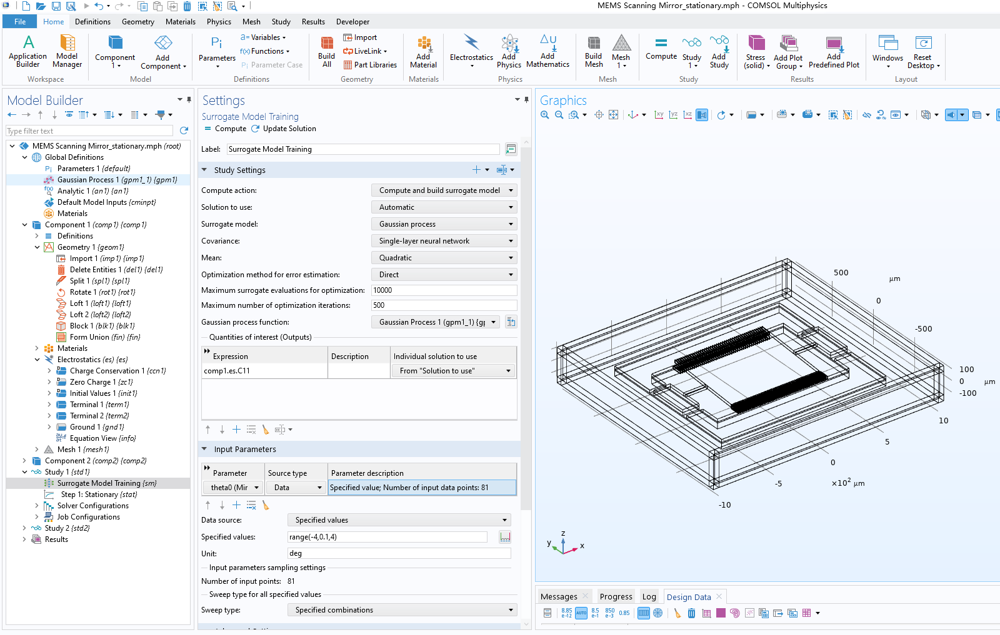 MEMS Scanning Mirror_stationary.mph - COMSOL Multiphysics
File Home Definitions Geometry Materials Physics Mesh Study Results Developer
Application Builder
Model Manager
Workspace
Component 1
Add Component
Model
Pi
Parameters
a= Variables
f(x) Functions
Pi Parameter Case
Definitions
Build All
Import
LiveLink
Part Libraries
Geometry
Add Material
Materials
Electrostatics
Add Physics
ΔU
Add Mathematics
Physics
Build Mesh
Mesh 1
Mesh
Compute
Study 1
Add Study
Study
Stress (solid)
Add Plot Group
Add Predefined Plot
Results
Windows
Reset Desktop
Layout
Model Builder
Type filter text
MEMS Scanning Mirror_stationary.mph (root)
Global Definitions
Pi Parameters 1 {default}
Gaussian Process 1 (gpm1_1) {gpm1}
f(x) Analytic 1 (an1) {an1}
Default Model Inputs {cminpt}
Materials
Component 1 (comp1) {comp1}
Definitions
Geometry 1 {geom1}
Import 1 (imp1) {imp1}
Delete Entities 1 (del1) {del1}
Split 1 (spl1) {spl1}
Rotate 1 (rot1) {rot1}
Loft 1 (loft1) {loft1}
Loft 2 (loft2) {loft2}
Block 1 (blk1) {blk1}
Form Union (fin) {fin}
Materials
Electrostatics (es) {es}
D Charge Conservation 1 {ccn1}
D Zero Charge 1 {zc1}
D Initial Values 1 {init1}
Terminal 1 {term1}
Terminal 2 {term2}
Ground 1 {gnd1}
Equation View {info}
Mesh 1 {mesh1}
Component 2 (comp2) {comp2}
Study 1 {std1}
Surrogate Model Training {sm}
Step 1: Stationary {stat}
Solver Configurations
Job Configurations
Study 2 {std2}
Results
Settings
Surrogate Model Training
= Compute Update Solution
Label: Surrogate Model Training
Study Settings
Compute action: Compute and build surrogate model
Solution to use: Automatic
Surrogate model: Gaussian process
Covariance: Single-layer neural network
Mean: Quadratic
Optimization method for error estimation: Direct
Maximum surrogate evaluations for optimization: 10000
Maximum number of optimization iterations: 500
Gaussian process function: Gaussian Process 1 (gpm1_1) {gp
Quantities of interest (Outputs)
Expression Description Individual solution to use
comp1.es.C11 From "Solution to use"
Input Parameters
Parameter Source type Parameter description
theta0 (Mir Data Specified value; Number of input data points: 81
Data source: Specified values
Specified values: range(-4,0.1,4)
Unit: deg
Input parameters sampling settings
Number of input points: 81
Sweep type for all specified values
Sweep type: Specified combinations
Graphics
xy yz xz
500
μm
0
-500
100
0 μm
-100
10
5
0
-5 ×10² μm
-10
z
y x
Messages Progress Log Design Data
8.85 e-12 AUTO 8.5 e-1 850 e-3 0.85